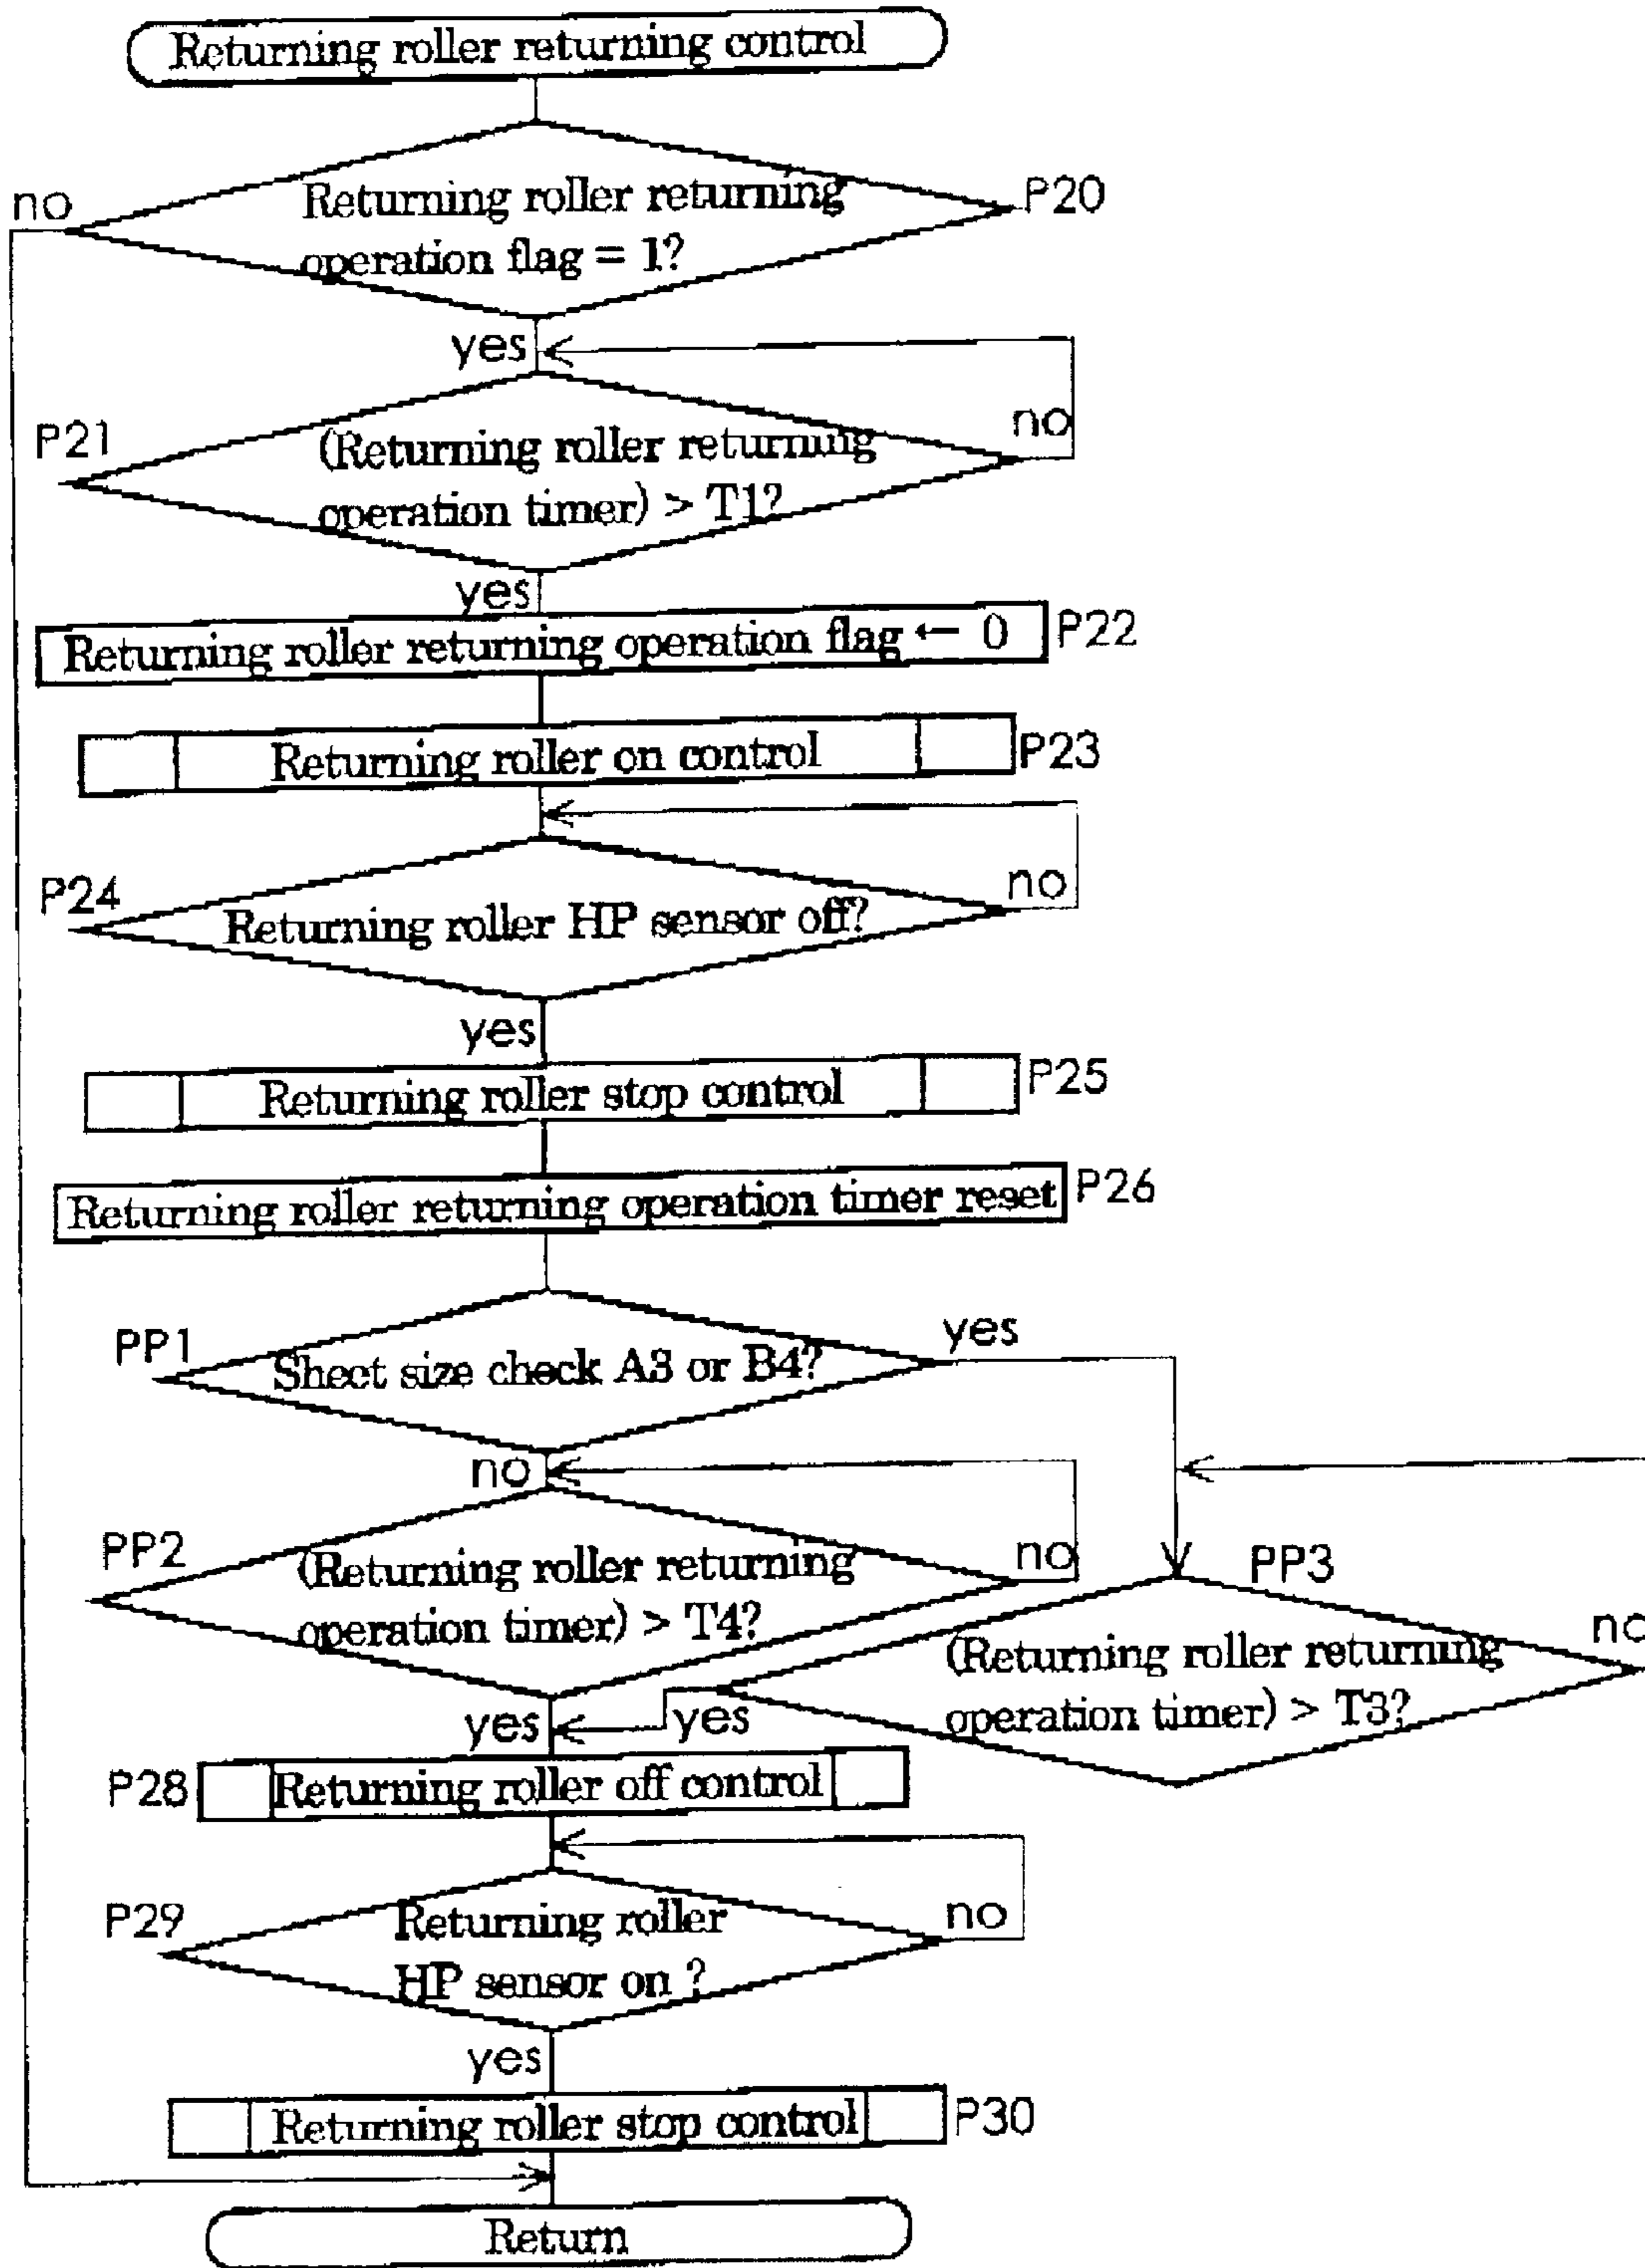 Returning roller returning control
no
Returning roller returning
operation flag = 1?
P20
yes
P21
(Returning roller returning
operation timer) > T1?
no
yes
Returning roller returning operation flag ← 0
P22
Returning roller on control
P23
P24
Returning roller HP sensor off?
no
yes
Returning roller stop control
P25
Returning roller returning operation timer reset
P26
PP1
Sheet size check A3 or B4?
yes
no
PP2
(Returning roller returning
operation timer) > T4?
no
PP3
(Returning roller returning
operation timer) > T3?
no
yes
yes
P28
Returning roller off control
P29
Returning roller
HP sensor on ?
no
yes
Returning roller stop control
P30
Return